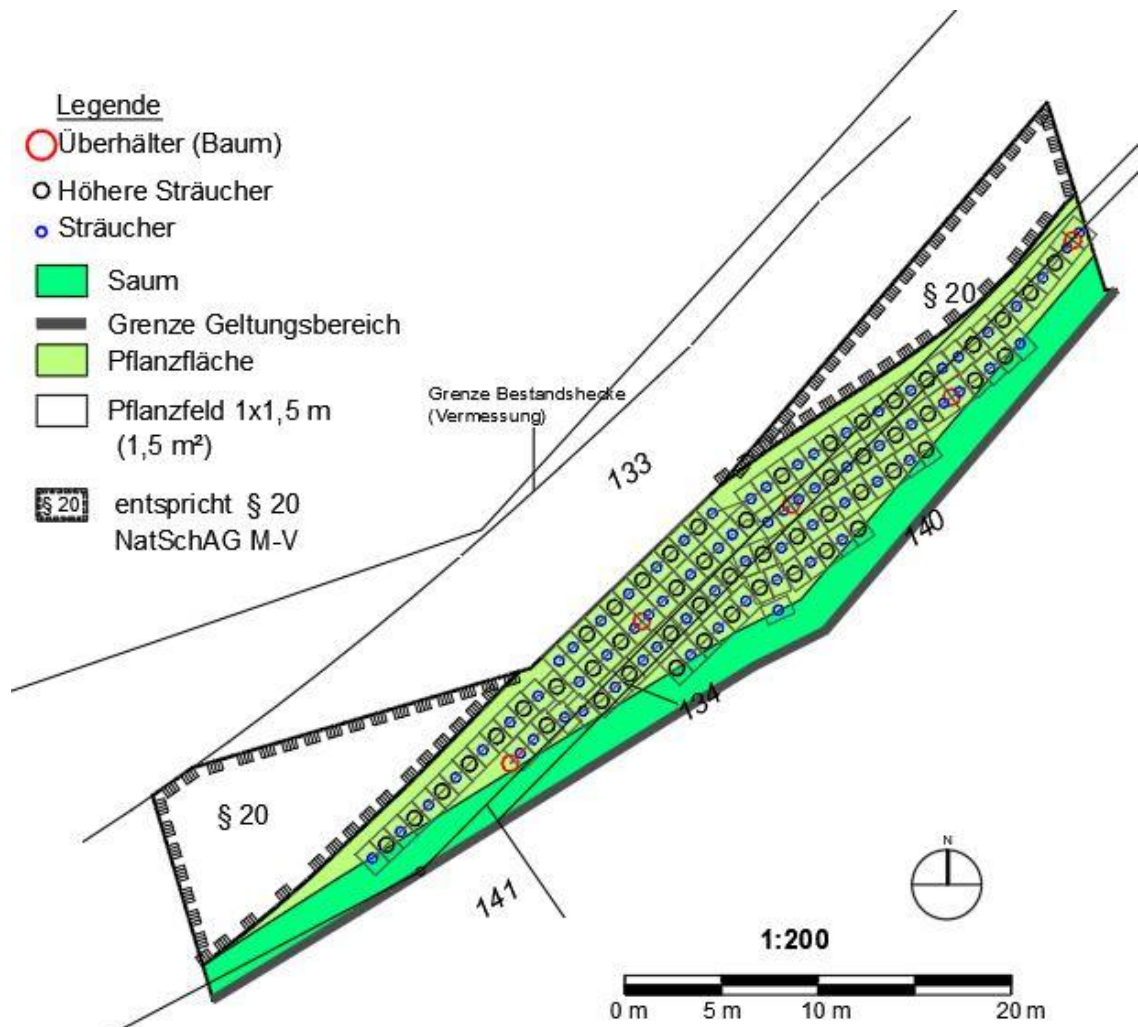 Legende
Überhälter (Baum)
Höhere Sträucher
Sträucher
Saum
Grenze Geltungsbereich
Pflanzfläche
Pflanzfeld 1x1,5 m
(1,5 m²)
§ 20 entspricht § 20
NatSchAG M-V
Grenze Bestandshecke
(Vermessung)
133
§ 20
140
134
§ 20
141
N
1:200
0 m 5 m 10 m 20 m